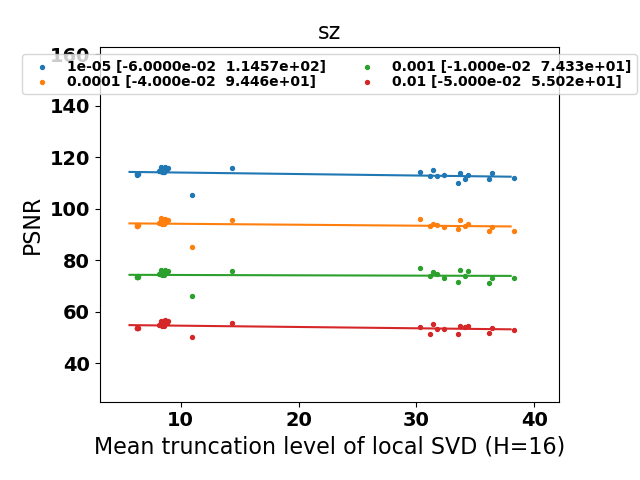 sz
160
1e-05 [-6.0000e-02 1.1457e+02]
0.0001 [-4.000e-02 9.446e+01]
0.001 [-1.000e-02 7.433e+01]
0.01 [-5.000e-02 5.502e+01]
140
120
100
80
60
40
PSNR
10 20 30 40
Mean truncation level of local SVD (H=16)